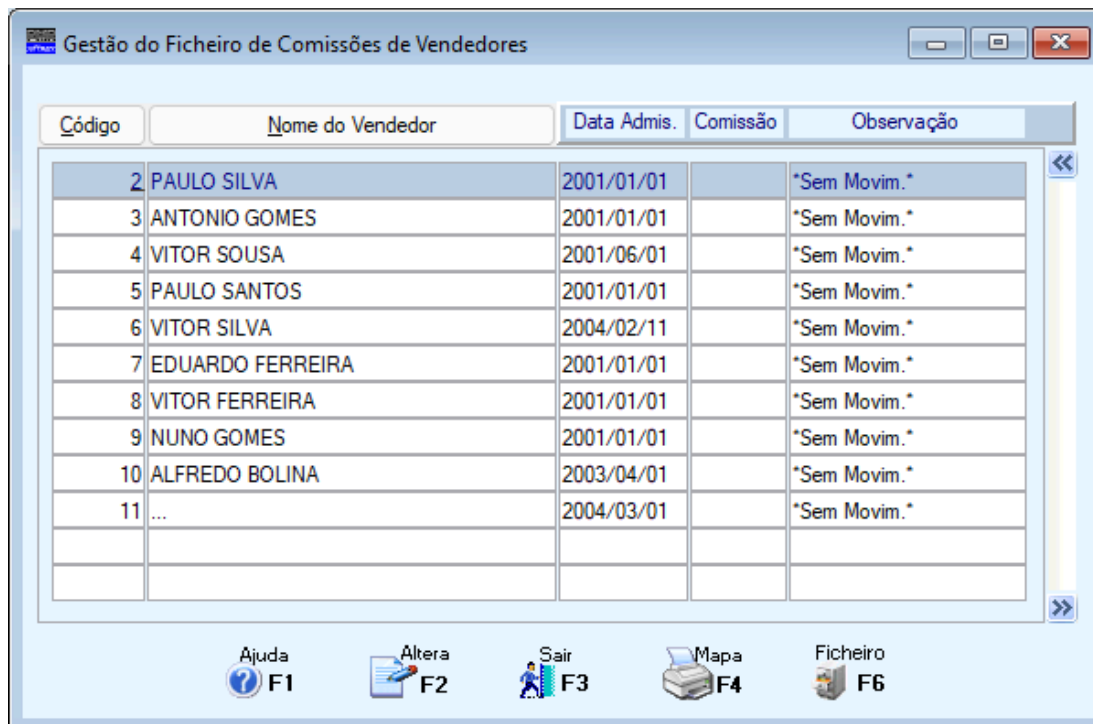 Gestão do Ficheiro de Comissões de Vendedores
Código Nome do Vendedor Data Admis. Comissão Observação
2 PAULO SILVA 2001/01/01 *Sem Movim.*
3 ANTONIO GOMES 2001/01/01 *Sem Movim.*
4 VITOR SOUSA 2001/06/01 *Sem Movim.*
5 PAULO SANTOS 2001/01/01 *Sem Movim.*
6 VITOR SILVA 2004/02/11 *Sem Movim.*
7 EDUARDO FERREIRA 2001/01/01 *Sem Movim.*
8 VITOR FERREIRA 2001/01/01 *Sem Movim.*
9 NUNO GOMES 2001/01/01 *Sem Movim.*
10 ALFREDO BOLINA 2003/04/01 *Sem Movim.*
11 ... 2004/03/01 *Sem Movim.*
Ajuda Altera Sair Mapa Ficheiro
F1 F2 F3 F4 F6